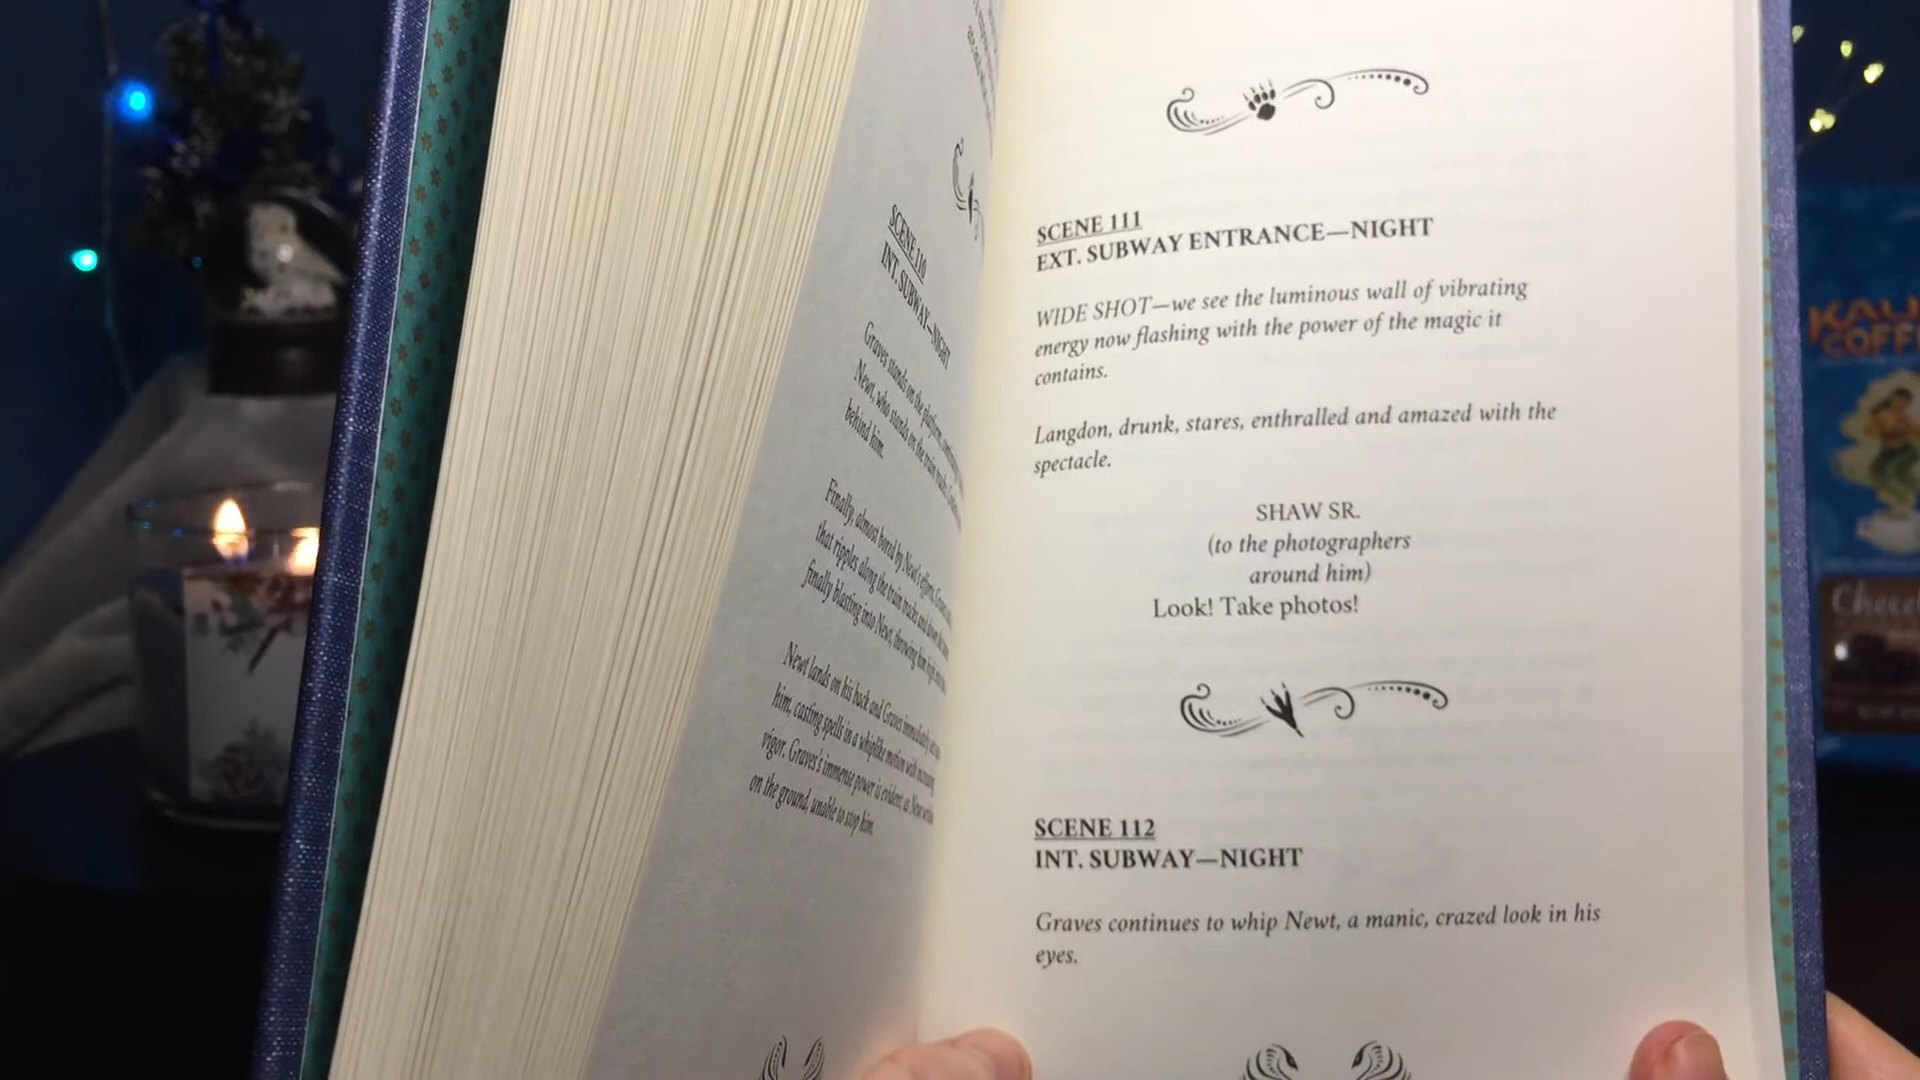 SCENE 110
INT. SUBWAY—NIGHT
Graves stands on the platform,
Newt, who stands on the train tracks,
behind him.
Finally, almost bored by Newt's efforts, Graves
that ripples along the train tracks and
finally blasting into Newt, throwing him high
Newt lands on his back and Graves immediately
him, casting spells in a whiplike motion with increasing
vigor. Graves's immense power is evident, as Newt
on the ground, unable to stop him.
SCENE 111
EXT. SUBWAY ENTRANCE—NIGHT
WIDE SHOT—we see the luminous wall of vibrating
energy now flashing with the power of the magic it
contains.
Langdon, drunk, stares, enthralled and amazed with the
spectacle.
SHAW SR.
(to the photographers
around him)
Look! Take photos!
SCENE 112
INT. SUBWAY—NIGHT
Graves continues to whip Newt, a manic, crazed look in his
eyes.